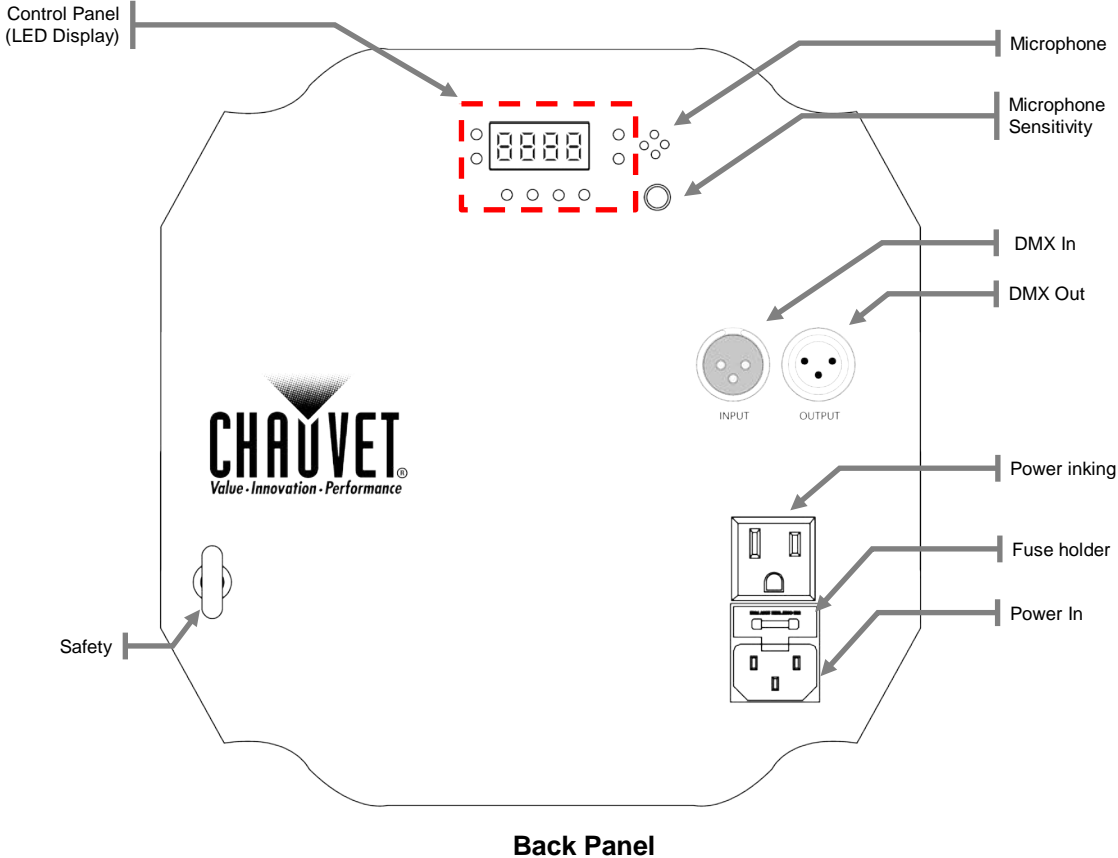 Control Panel
(LED Display)
Microphone
Microphone
Sensitivity
8888
DMX In
DMX Out
INPUT
OUTPUT
CHAUVET®
Value · Innovation · Performance
Power inking
Fuse holder
Power In
Safety
Back Panel